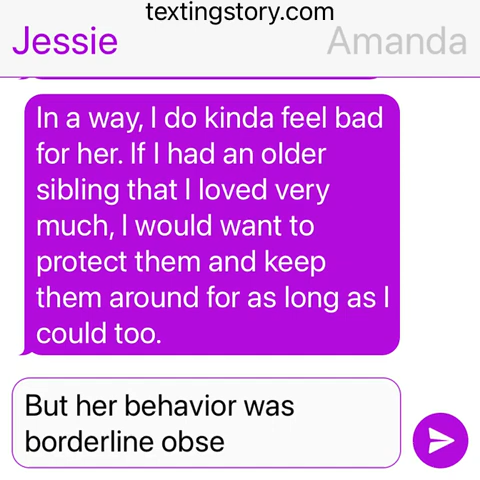 textingstory.com
Jessie Amanda
In a way, I do kinda feel bad
for her. If I had an older
sibling that I loved very
much, I would want to
protect them and keep
them around for as long as I
could too.
But her behavior was
borderline obse